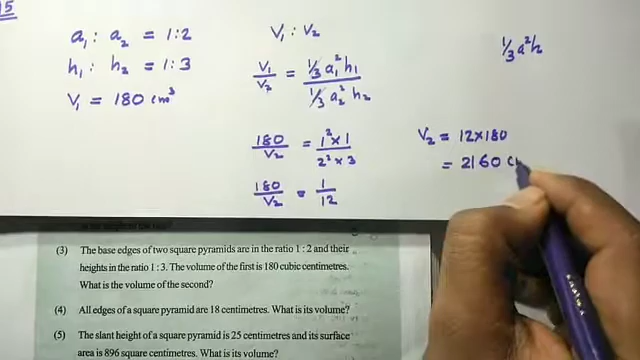 15
a₁ : a₂ = 1:2
h₁ : h₂ = 1:3
V₁ = 180 cm³
V₁ : V₂
V₁/V₂ = ⅓ a₁² h₁ / ⅓ a₂² h₂
180/V₂ = 1² × 1 / 2² × 3
180/V₂ = 1/12
⅓ a² h
V₂ = 12 × 180
= 2160 c
(3) The base edges of two square pyramids are in the ratio 1 : 2 and their
heights in the ratio 1 : 3. The volume of the first is 180 cubic centimetres.
What is the volume of the second?
(4) All edges of a square pyramid are 18 centimetres. What is its volume?
(5) The slant height of a square pyramid is 25 centimetres and its surface
area is 896 square centimetres. What is its volume?